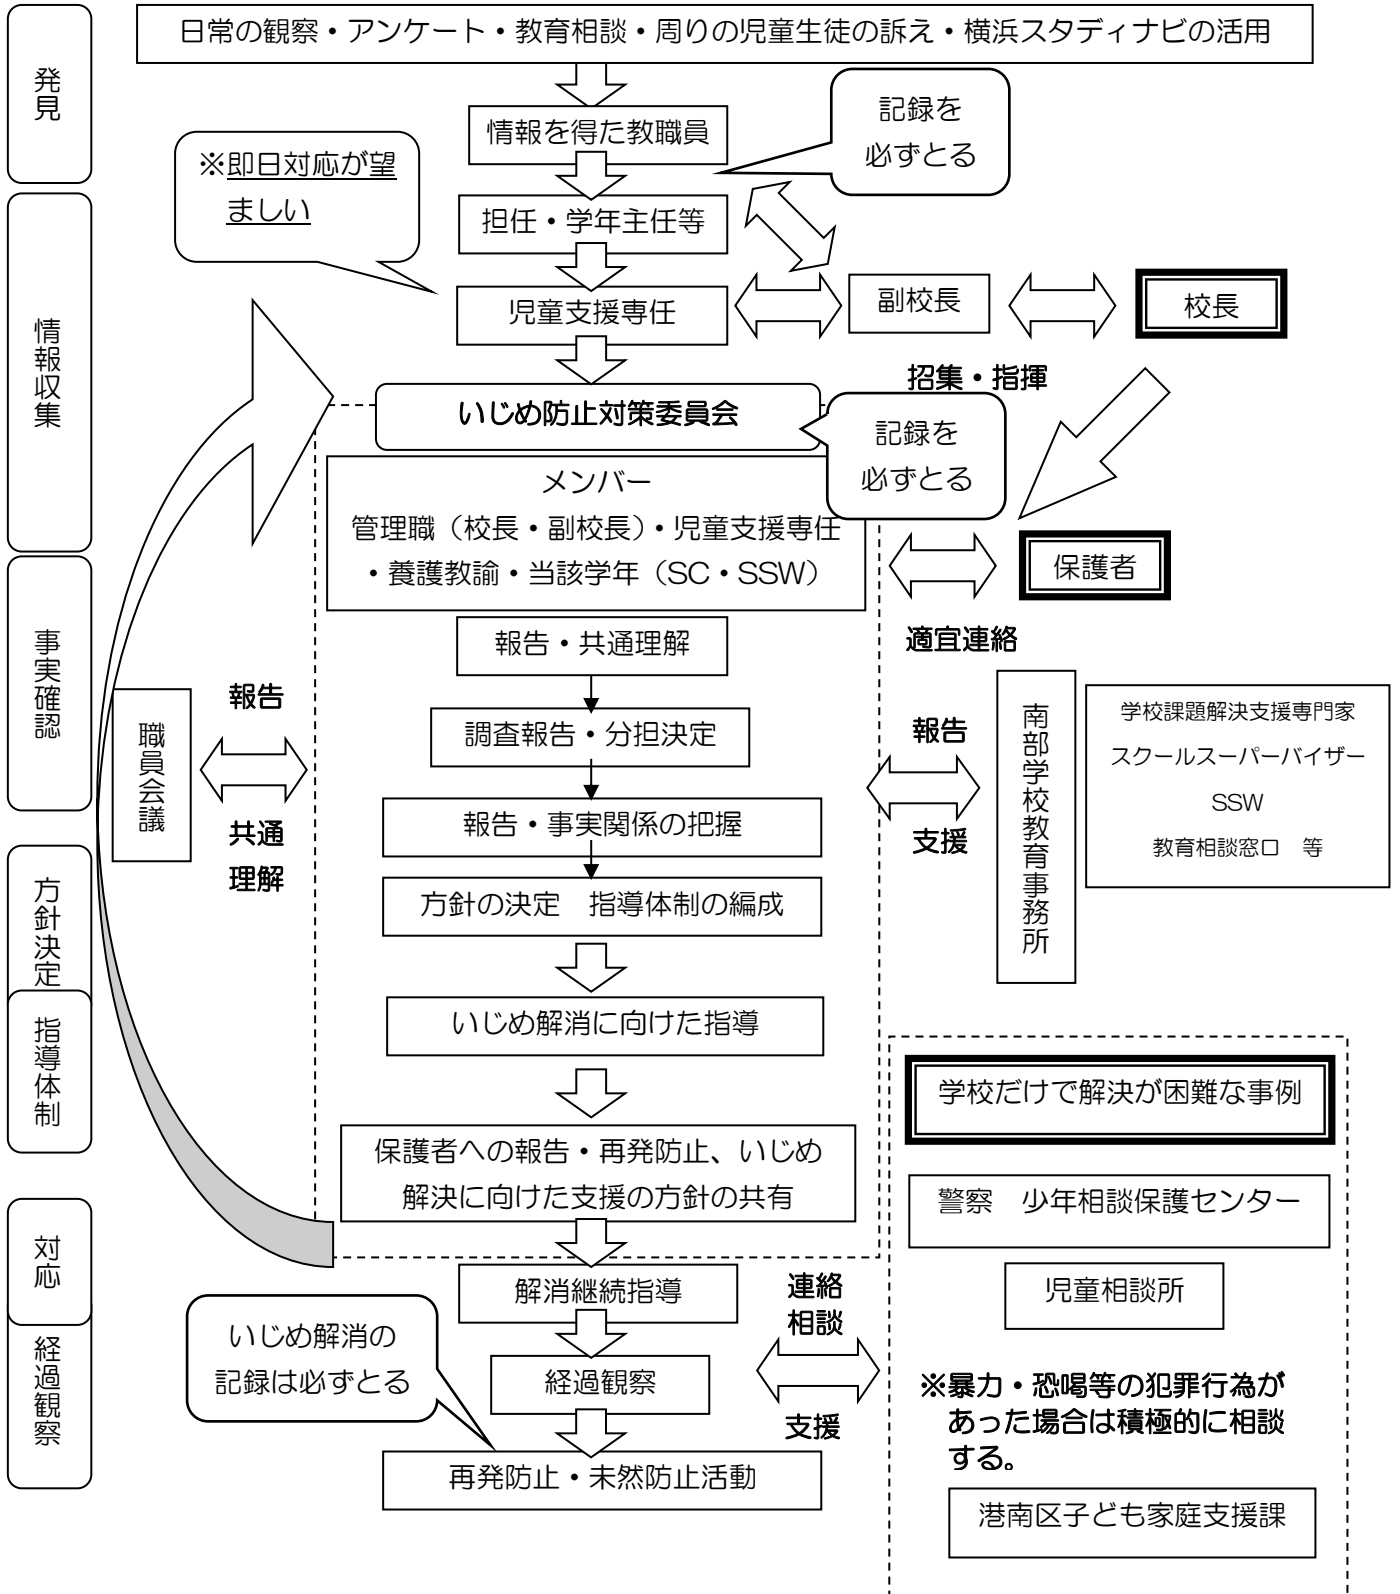 日常の観察・アンケート・教育相談・周りの児童生徒の訴え・横浜スタディナビの活用
発見
情報を得た教職員
記録を
必ずとる
※即日対応が望
ましい
担任・学年主任等
児童支援専任
副校長
校長
情報収集
招集・指揮
いじめ防止対策委員会
記録を
必ずとる
メンバー
管理職（校長・副校長）・児童支援専任
・養護教諭・当該学年（SC・SSW）
保護者
適宜連絡
事実確認
報告・共通理解
職員会議
報告
共通
理解
調査報告・分担決定
報告
支援
南部学校教育事務所
学校課題解決支援専門家
スクールスーパーバイザー
SSW
教育相談窓口　等
報告・事実関係の把握
方針決定
方針の決定　指導体制の編成
指導体制
いじめ解消に向けた指導
学校だけで解決が困難な事例
保護者への報告・再発防止、いじめ
解決に向けた支援の方針の共有
警察　少年相談保護センター
対応
解消継続指導
連絡
相談
支援
児童相談所
いじめ解消の
記録は必ずとる
経過観察
経過観察
※暴力・恐喝等の犯罪行為が
あった場合は積極的に相談
する。
再発防止・未然防止活動
港南区子ども家庭支援課